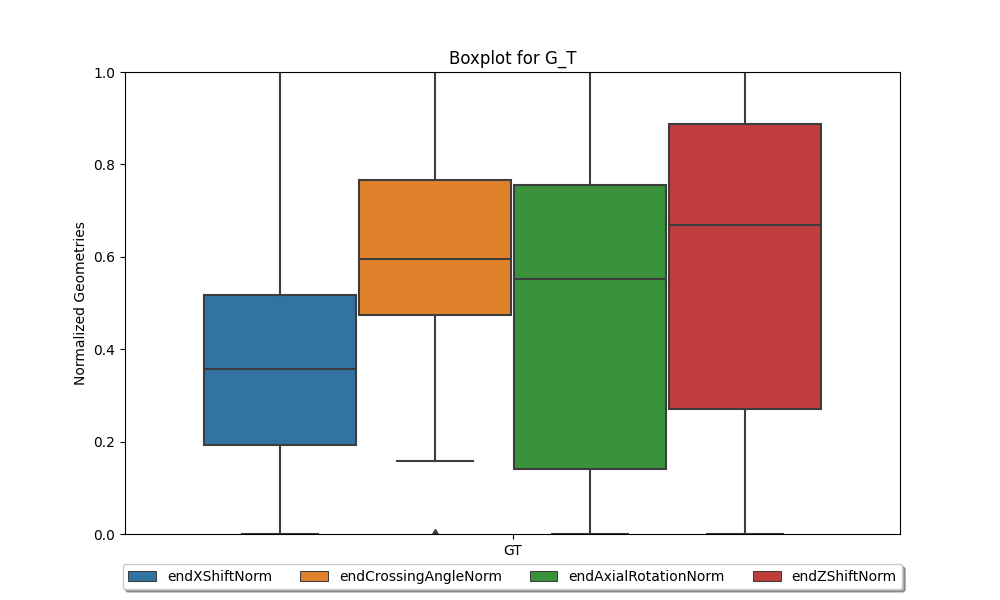 Boxplot for G_T
1.0
0.8
0.6
0.4
0.2
0.0
Normalized Geometries
GT
endXShiftNorm endCrossingAngleNorm endAxialRotationNorm endZShiftNorm